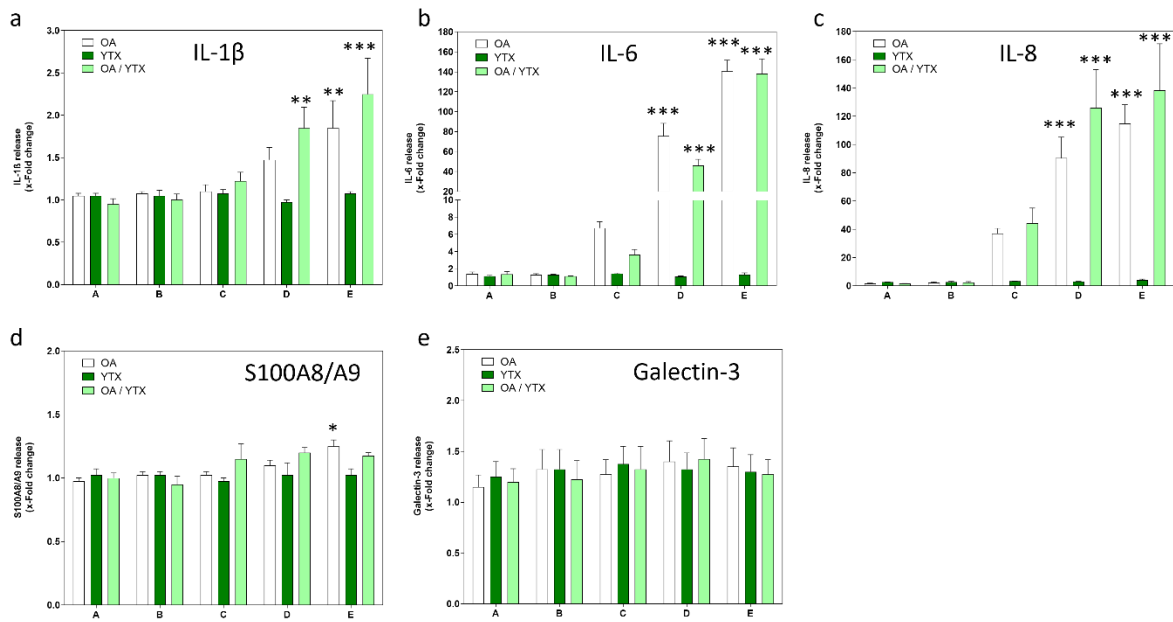 a
IL-1β
OA
YTX
OA / YTX
IL-1ß release
(x-Fold change)
3.0
2.5
2.0
1.5
1.0
0.5
0.0
** ** ***
A B C D E
b
IL-6
OA
YTX
OA / YTX
IL-6 release
(x-Fold change)
180
160
140
120
100
80
60
40
20
10
8
6
4
2
0
*** *** *** ***
A B C D E
c
IL-8
OA
YTX
OA / YTX
IL-8 release
(x-Fold change)
180
160
140
120
100
80
60
40
20
0
*** *** *** ***
A B C D E
d
S100A8/A9
OA
YTX
OA / YTX
S100A8/A9 release
(x-Fold change)
2.0
1.5
1.0
0.5
0.0
*
A B C D E
e
Galectin-3
OA
YTX
OA / YTX
Galectin-3 release
(x-Fold change)
2.5
2.0
1.5
1.0
0.5
0.0
A B C D E